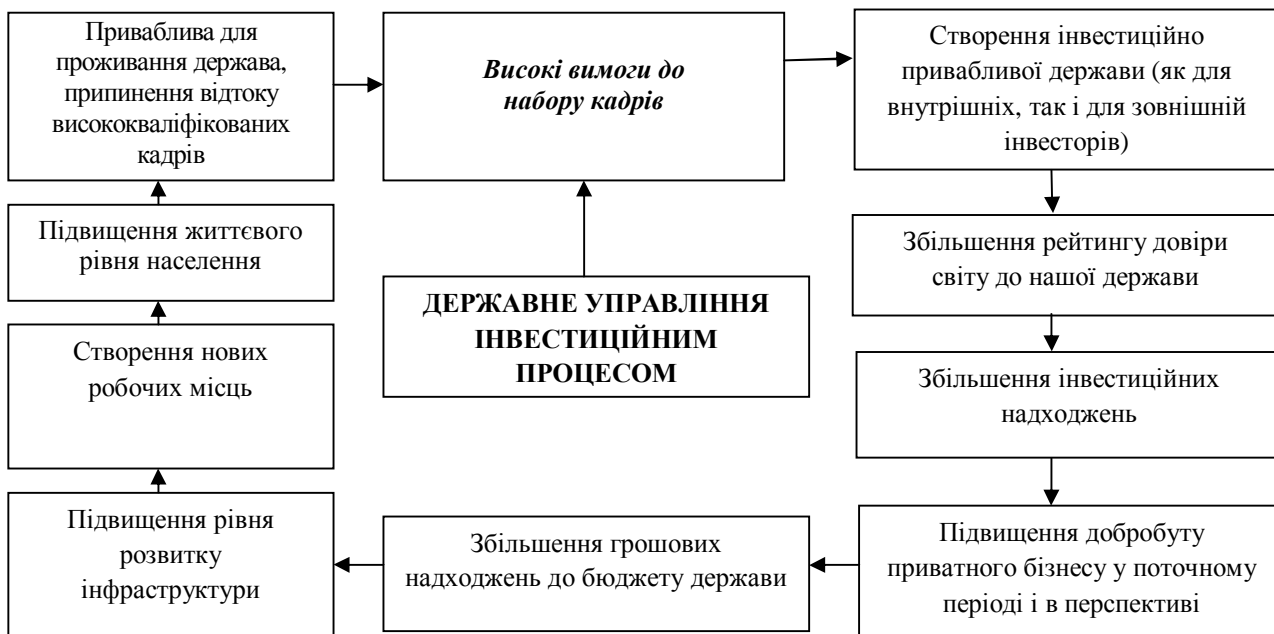 Приваблива для
проживання держава,
припинення відтоку
висококваліфікованих
кадрів
Високі вимоги до
набору кадрів
Створення інвестиційно
привабливої держави (як для
внутрішніх, так і для зовнішній
інвесторів)
Підвищення життєвого
рівня населення
Збільшення рейтингу довіри
світу до нашої держави
ДЕРЖАВНЕ УПРАВЛІННЯ
ІНВЕСТИЦІЙНИМ
ПРОЦЕСОМ
Створення нових
робочих місць
Збільшення інвестиційних
надходжень
Підвищення рівня
розвитку
інфраструктури
Збільшення грошових
надходжень до бюджету держави
Підвищення добробуту
приватного бізнесу у поточному
періоді і в перспективі